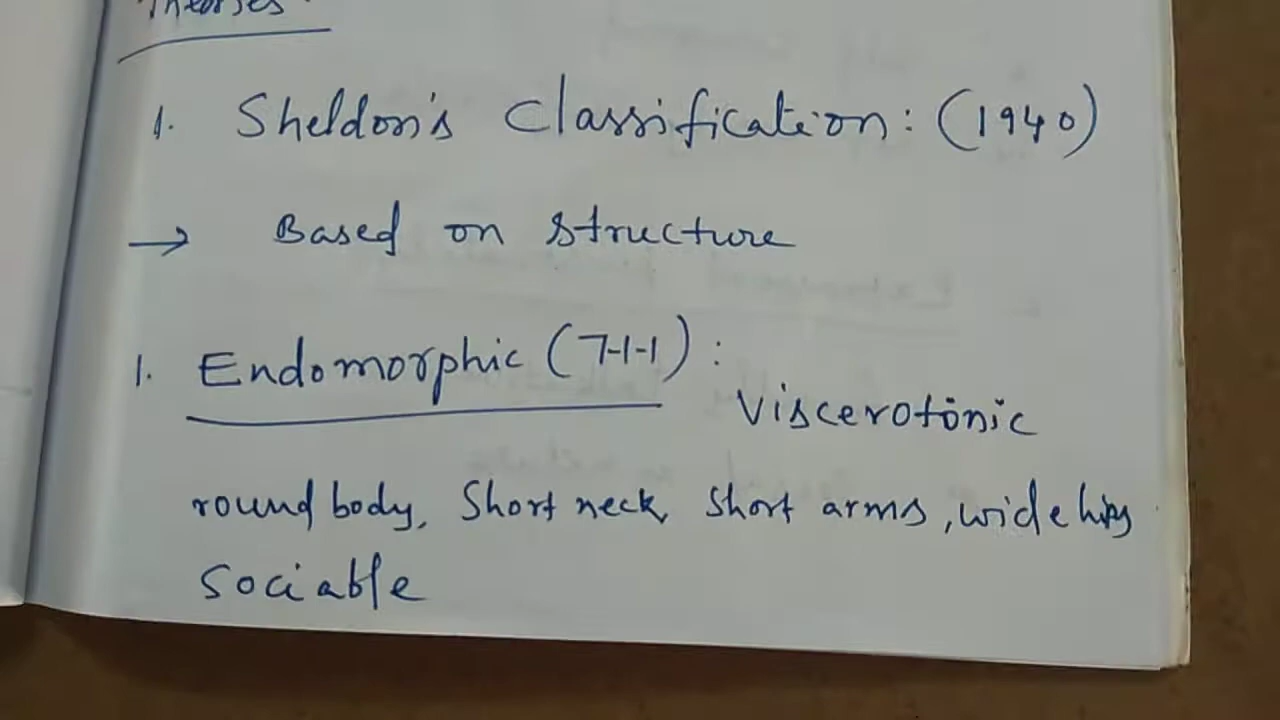 Theories
1. Sheldon's Classification: (1940)
→ Based on structure
1. Endomorphic (7-1-1) :
Viscerotonic
round body, Short neck, Short arms, wide hips
Sociable